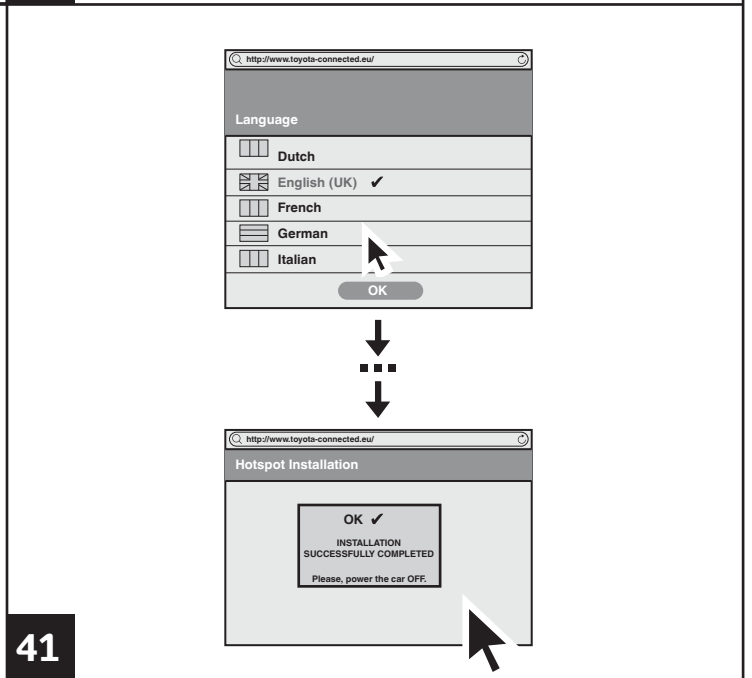 http://www.toyota-connected.eu/
Language
Dutch
English (UK) ✔
French
German
Italian
OK
http://www.toyota-connected.eu/
Hotspot Installation
OK ✔
INSTALLATION
SUCCESSFULLY COMPLETED
Please, power the car OFF.
41